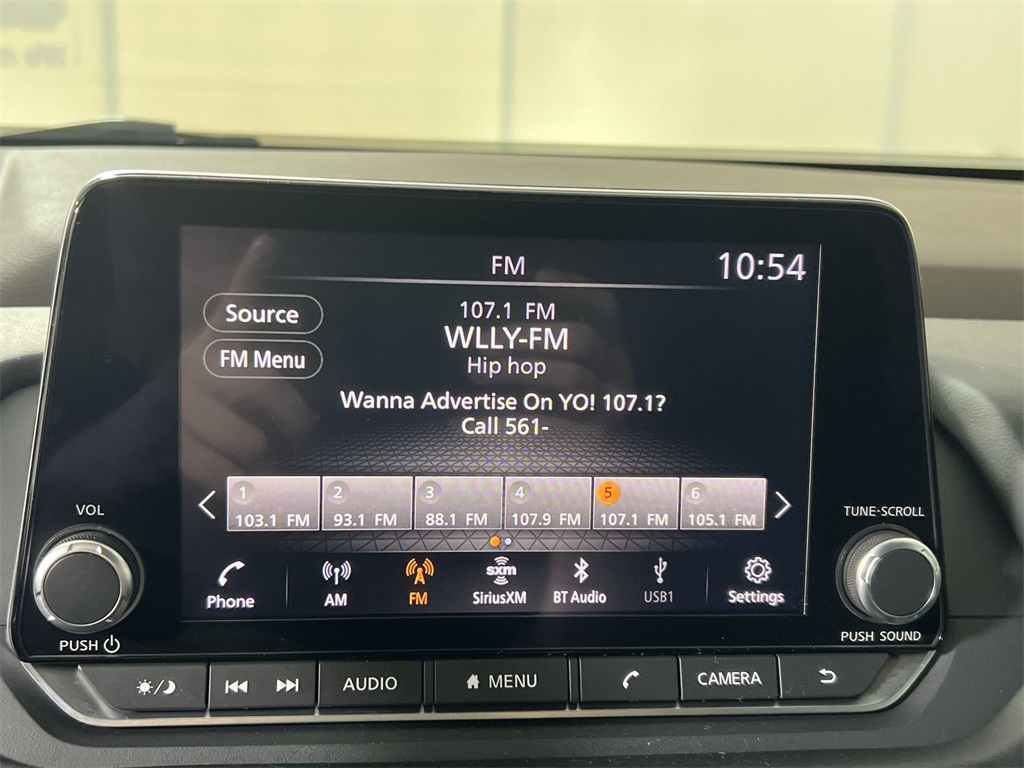 FM
10:54
Source
FM Menu
107.1 FM
WLLY-FM
Hip hop
Wanna Advertise On YO! 107.1?
Call 561-
1 2 3 4 5 6
103.1 FM 93.1 FM 88.1 FM 107.9 FM 107.1 FM 105.1 FM
Phone AM FM SiriusXM BT Audio USB1 Settings
sxm
VOL
PUSH
TUNE·SCROLL
PUSH SOUND
AUDIO MENU CAMERA